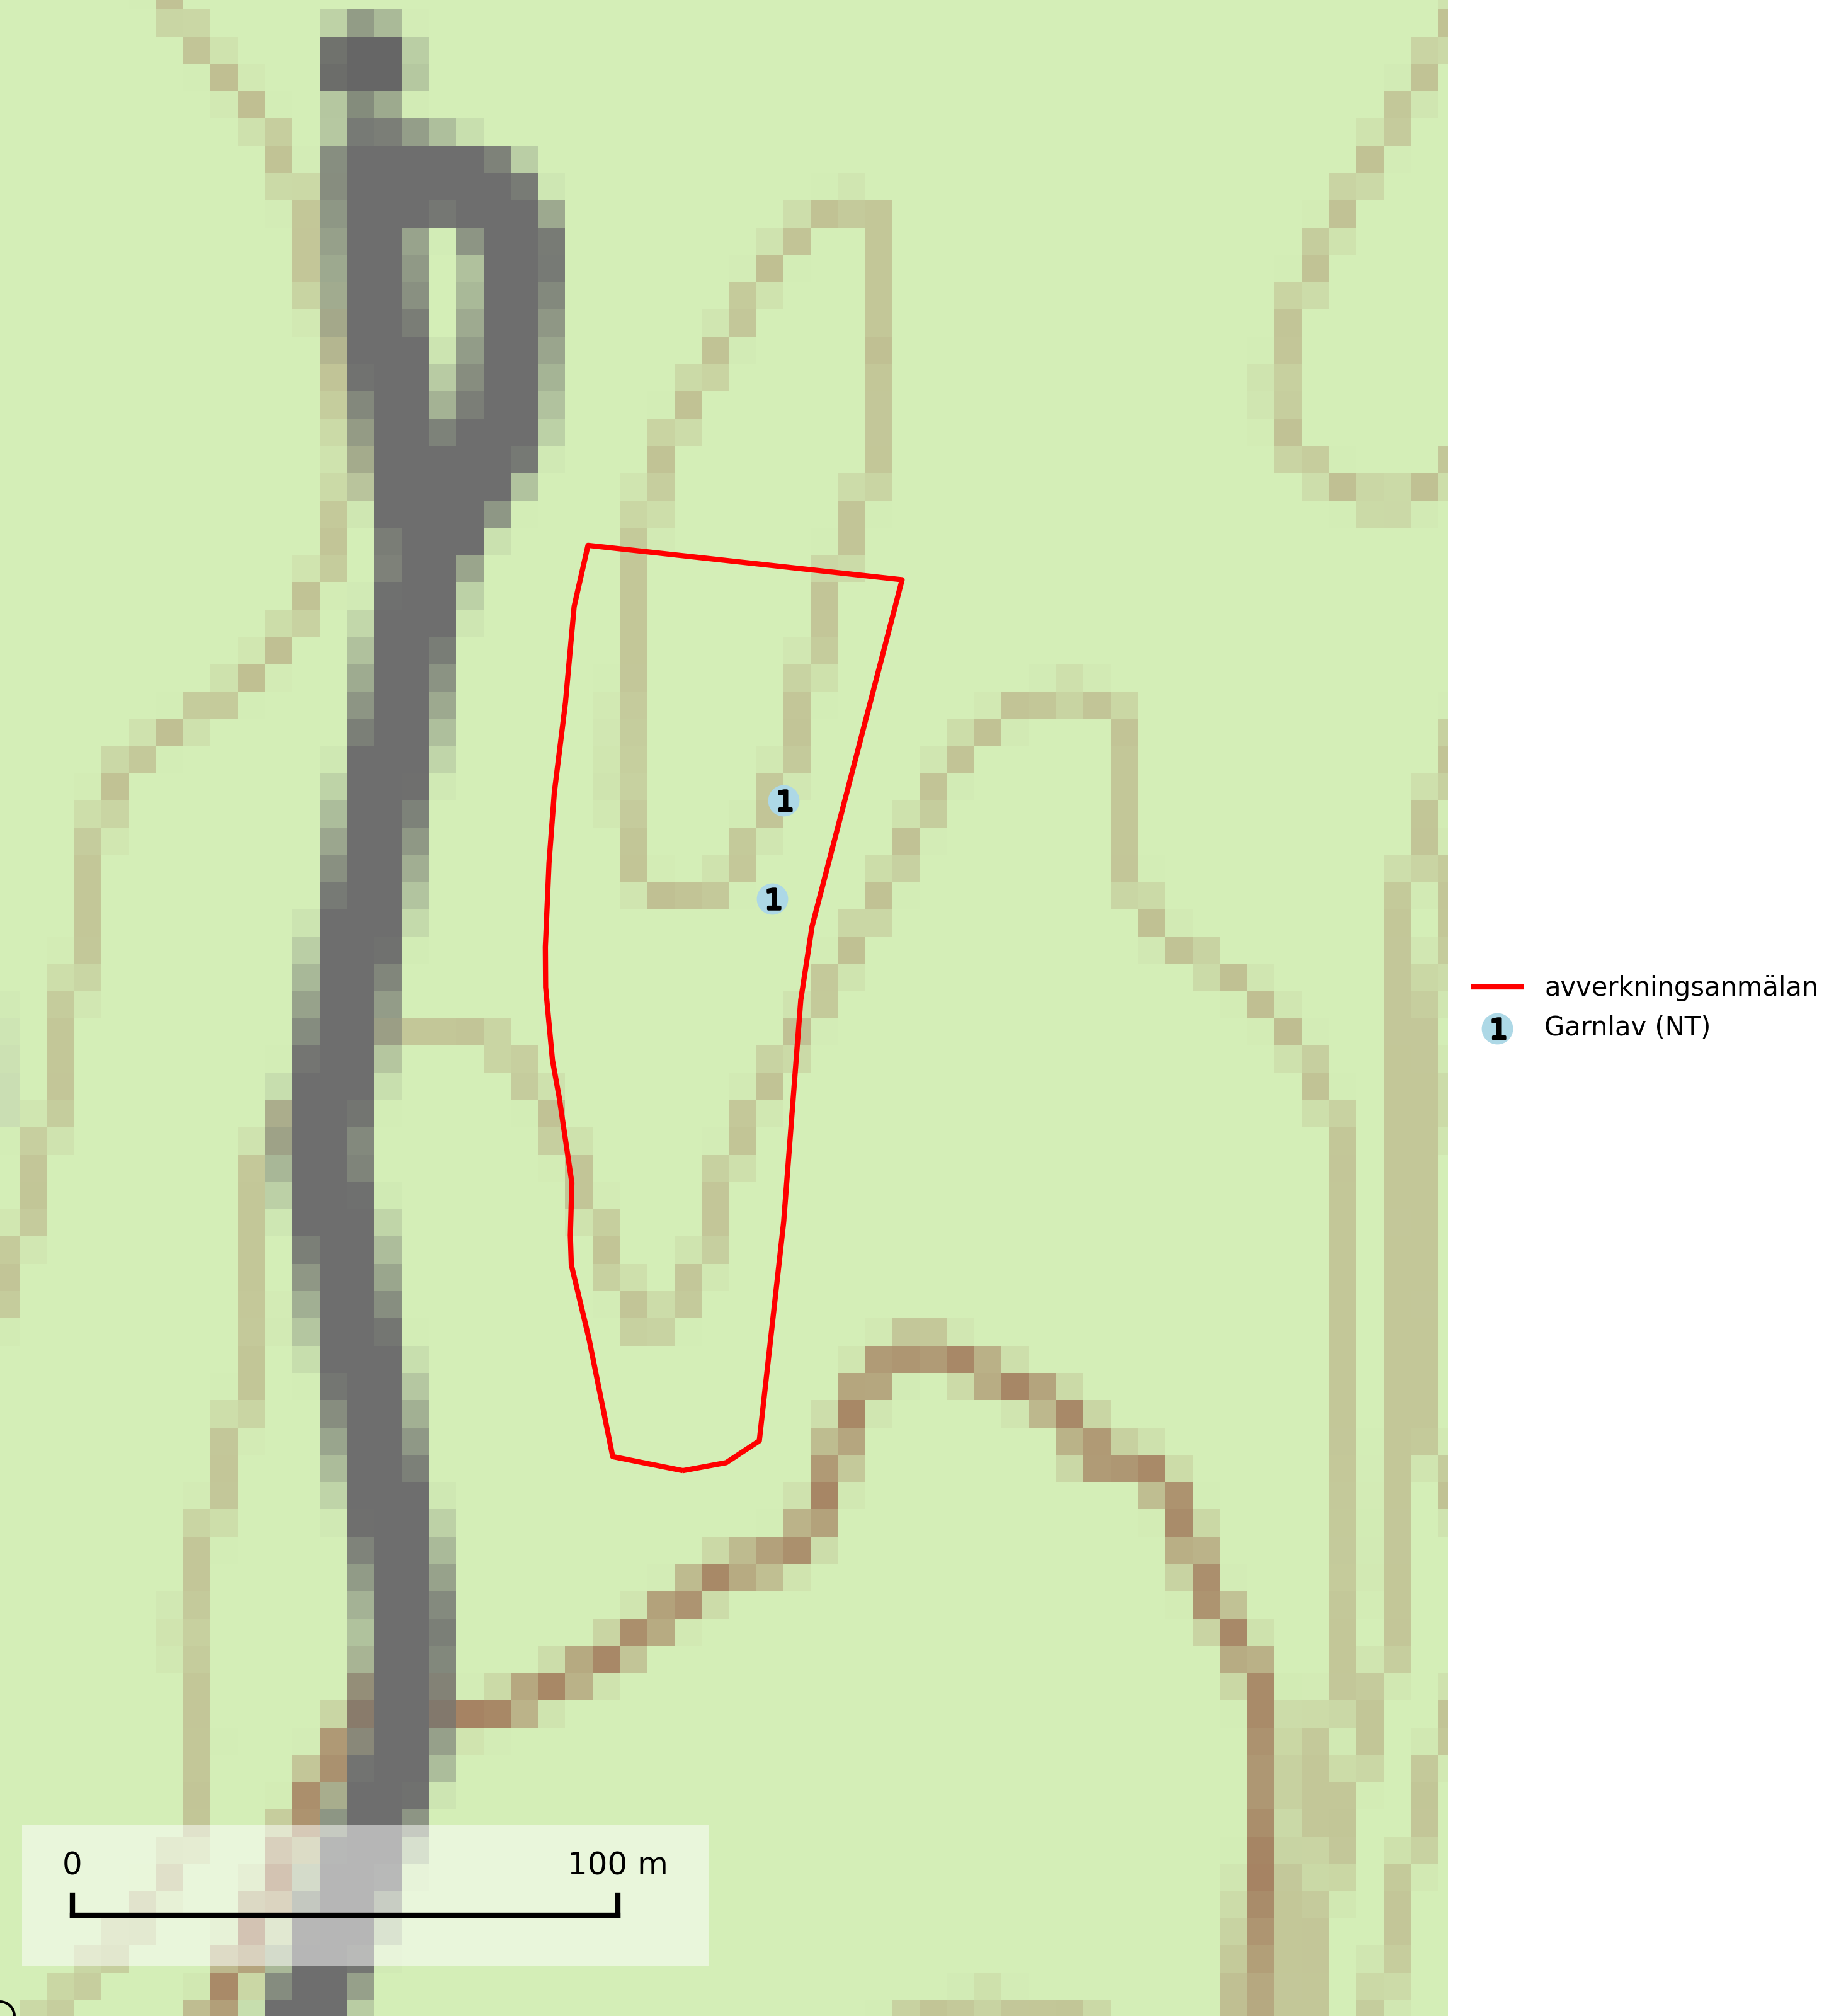 1
1
avverkningsanmälan
1 Garnlav (NT)
0 100 m